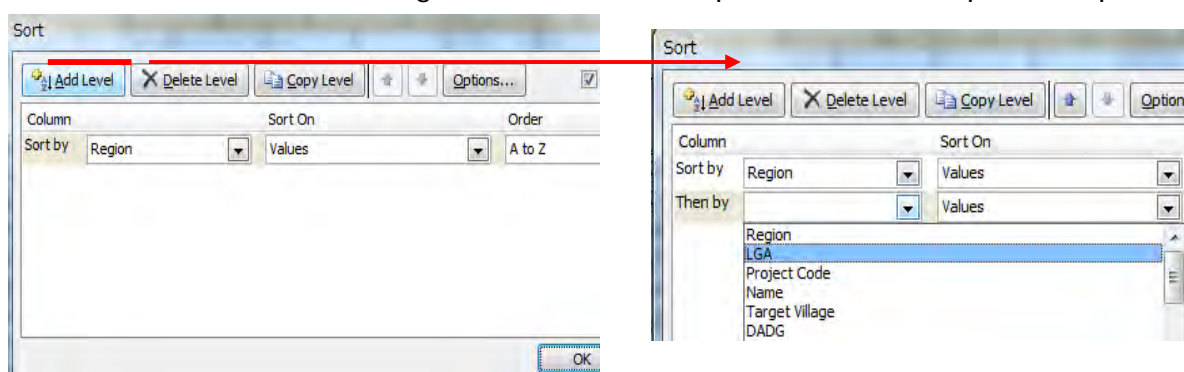 Sort
Add Level Delete Level Copy Level Options...
Column Sort On Order
Sort by Region Values A to Z
OK
Sort
Add Level Delete Level Copy Level Option
Column Sort On
Sort by Region Values
Then by Values
Region
LGA
Project Code
Name
Target Village
DADG